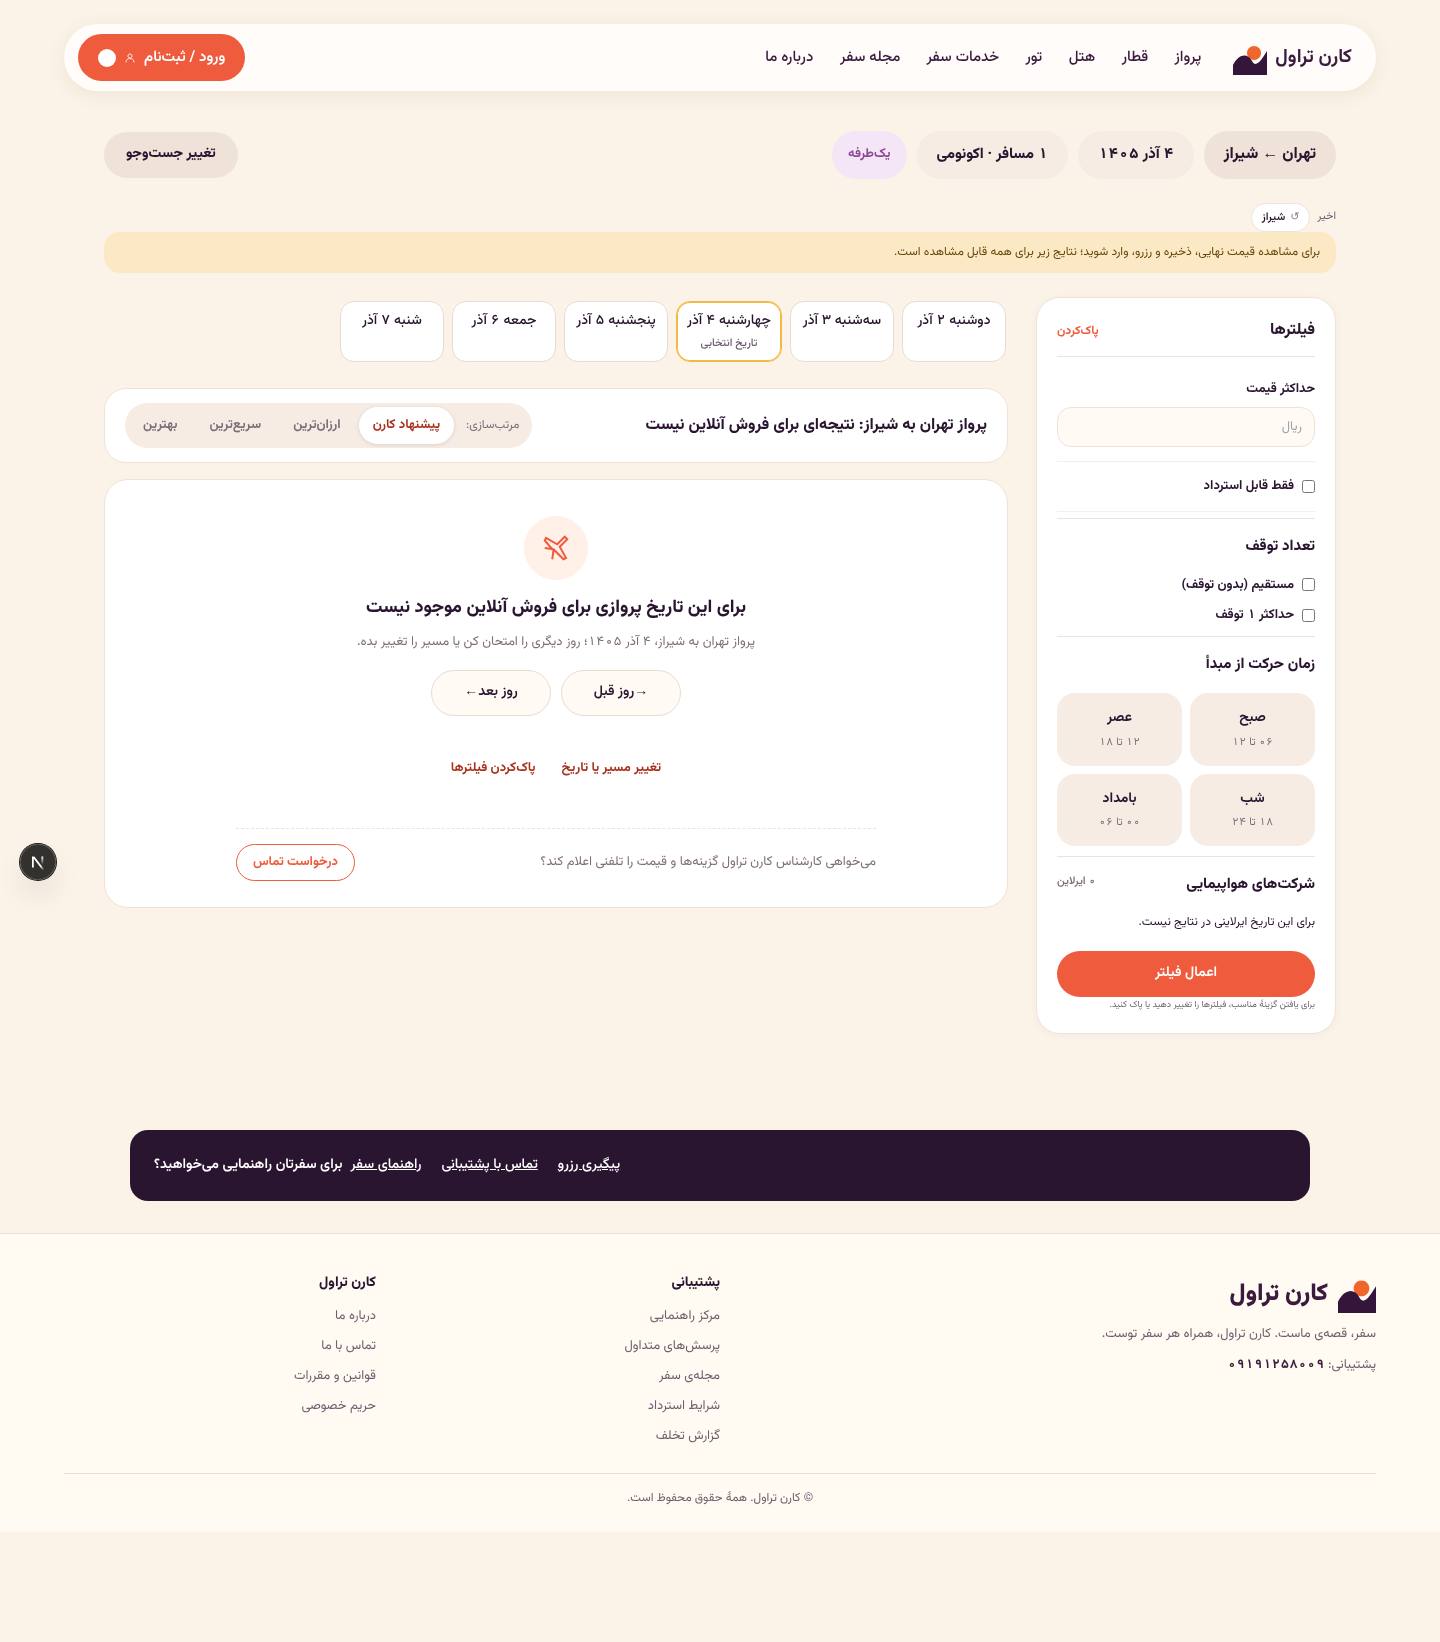 کارن تراول
پرواز
قطار
هتل
تور
خدمات سفر
مجله سفر
درباره ما
ورود / ثبت‌نام
تهران ← شیراز
۴ آذر ۱۴۰۵
۱ مسافر · اکونومی
یک‌طرفه
تغییر جست‌وجو
اخیر
↺ شیراز
برای مشاهده قیمت نهایی، ذخیره و رزرو، وارد شوید؛ نتایج زیر برای همه قابل مشاهده است.
فیلترها
پاک‌کردن
حداکثر قیمت
ریال
فقط قابل استرداد
تعداد توقف
مستقیم (بدون توقف)
حداکثر ۱ توقف
زمان حرکت از مبدأ
صبح
۰۶ تا ۱۲
عصر
۱۲ تا ۱۸
شب
۱۸ تا ۲۴
بامداد
۰۰ تا ۰۶
شرکت‌های هواپیمایی
۰ ایرلاین
برای این تاریخ ایرلاینی در نتایج نیست.
اعمال فیلتر
برای یافتن گزینهٔ مناسب، فیلترها را تغییر دهید یا پاک کنید.
دوشنبه ۲ آذر
سه‌شنبه ۳ آذر
چهارشنبه ۴ آذر
تاریخ انتخابی
پنجشنبه ۵ آذر
جمعه ۶ آذر
شنبه ۷ آذر
پرواز تهران به شیراز: نتیجه‌ای برای فروش آنلاین نیست
مرتب‌سازی:
پیشنهاد کارن
ارزان‌ترین
سریع‌ترین
بهترین
برای این تاریخ پروازی برای فروش آنلاین موجود نیست
پرواز تهران به شیراز، ۴ آذر ۱۴۰۵؛ روز دیگری را امتحان کن یا مسیر را تغییر بده.
→روز قبل
روز بعد←
تغییر مسیر یا تاریخ
پاک‌کردن فیلترها
می‌خواهی کارشناس کارن تراول گزینه‌ها و قیمت را تلفنی اعلام کند؟
درخواست تماس
N
پیگیری رزرو
تماس با پشتیبانی
راهنمای سفر
برای سفرتان راهنمایی می‌خواهید؟
کارن تراول
سفر، قصه‌ی ماست. کارن تراول، همراه هر سفر توست.
پشتیبانی: ۰۹۱۹۱۲۵۸۰۰۹
پشتیبانی
مرکز راهنمایی
پرسش‌های متداول
مجله‌ی سفر
شرایط استرداد
گزارش تخلف
کارن تراول
درباره ما
تماس با ما
قوانین و مقررات
حریم خصوصی
© کارن تراول. همهٔ حقوق محفوظ است.